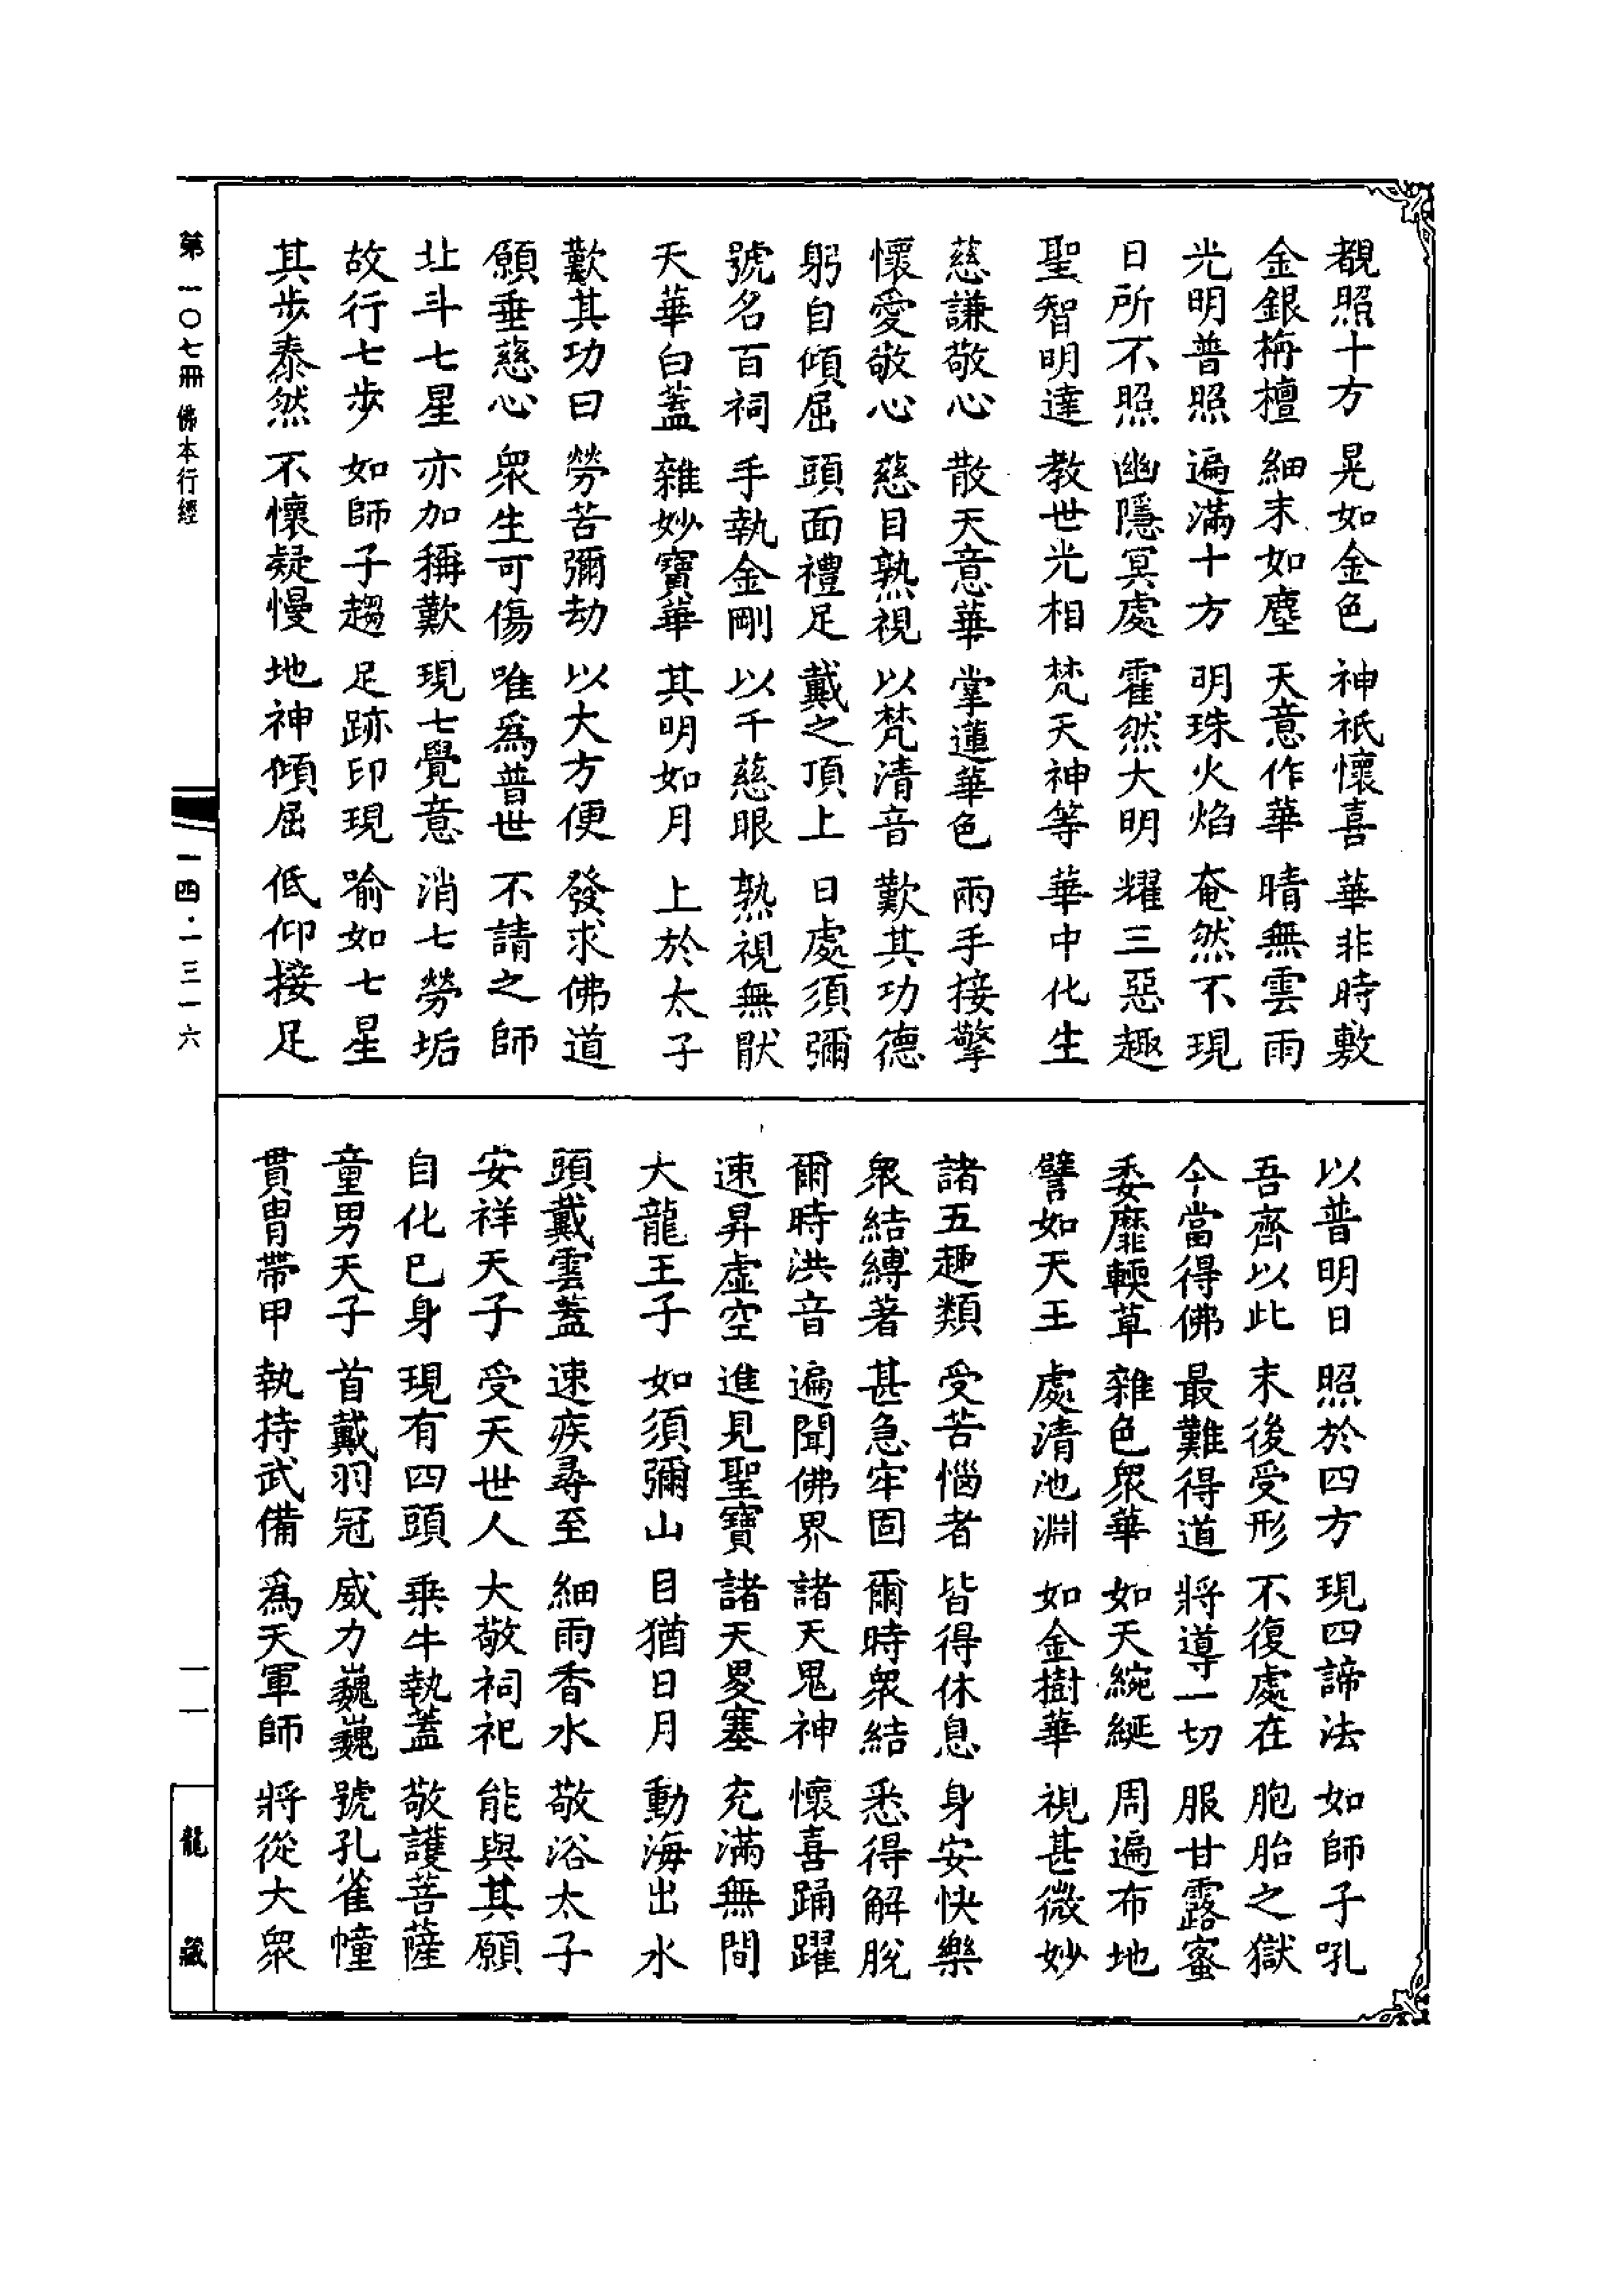 覩照十方 晃如金色 神祇懷喜 華非時敷
金銀栴檀 細末如塵 天意作華 晴無雲雨
光明普照 遍滿十方 明珠火焰 奄然不現
日所不照 幽隱冥處 霍然大明 耀三惡趣
聖智明達 教世光相 梵天神等 華中化生
慈謙敬心 散天意華 掌蓮華色 兩手接擎
懷愛敬心 慈目熟視 以梵清音 歎其功德
躬自傾屈 頭面禮足 戴之頂上 日處須彌
號名百祠 手執金剛 以千慈眼 熟視無猒
天華白蓋 雜妙寶華 其明如月 上於太子
歎其功曰 勞苦彌劫 以大方便 發求佛道
願垂慈心 衆生可傷 唯爲普世 不請之師
北斗七星 亦加稱歎 現七覺意 消七勞垢
故行七步 如師子趨 足跡印現 喻如七星
其步泰然 不懷疑慢 地神傾屈 低仰接足
以普明日 照於四方 現四諦法 如師子吼
吾齊以此 末後受形 不復處在 胞胎之獄
今當得佛 最難得道 將導一切 服甘露蜜
委靡輭草 雜色衆華 如天綩綖 周遍布地
譬如天王 處清池淵 如金樹華 視甚微妙
諸五趣類 受苦惱者 皆得休息 身安快樂
衆結縛著 甚急牢固 爾時衆結 悉得解脫
爾時洪音 遍聞佛界 諸天鬼神 懷喜踊躍
速昇虛空 進見聖寶 諸天畟塞 充滿無間
大龍王子 如須彌山 目猶日月 動海出水
頭戴雲蓋 速疾尋至 細雨香水 敬浴太子
安祥天子 受天世人 大敬祠祀 能與其願
自化已身 現有四頭 乘牛執蓋 敬護菩薩
童男天子 首戴羽冠 威力巍巍 號孔雀幢
貫冑帶甲 執持武備 爲天軍師 將從大衆
第一〇七冊 佛本行經
一四·一三一六
一一
龍藏